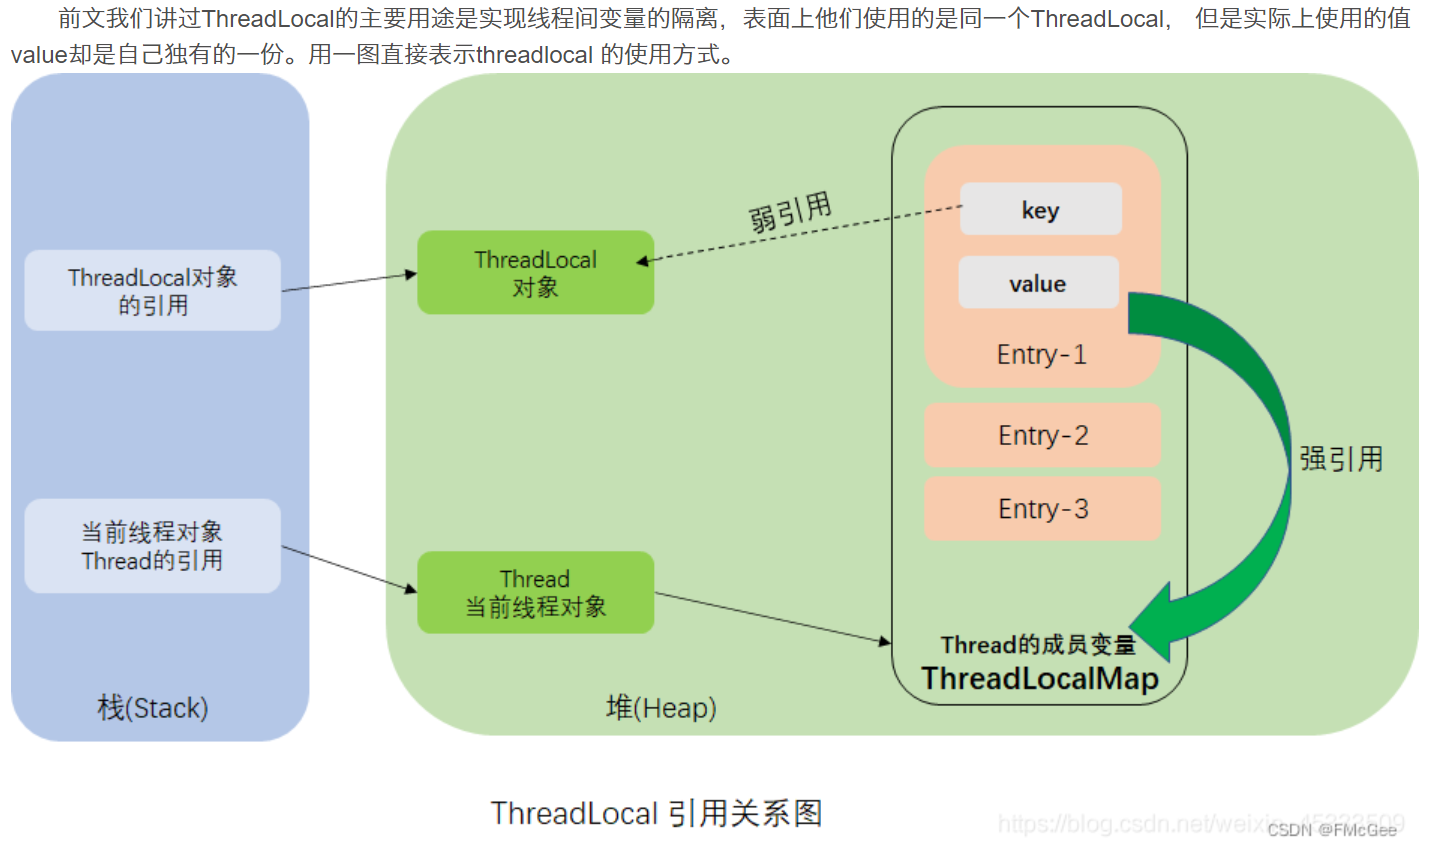 前文我们讲过ThreadLocal的主要用途是实现线程间变量的隔离，表面上他们使用的是同一个ThreadLocal， 但是实际上使用的值
value却是自己独有的一份。用一图直接表示threadlocal 的使用方式。
弱引用
key
ThreadLocal对象
的引用
ThreadLocal
对象
value
Entry-1
Entry-2
强引用
Entry-3
当前线程对象
Thread的引用
Thread
当前线程对象
Thread的成员变量
ThreadLocalMap
栈(Stack)
堆(Heap)
ThreadLocal 引用关系图
CSDN @FMcGee